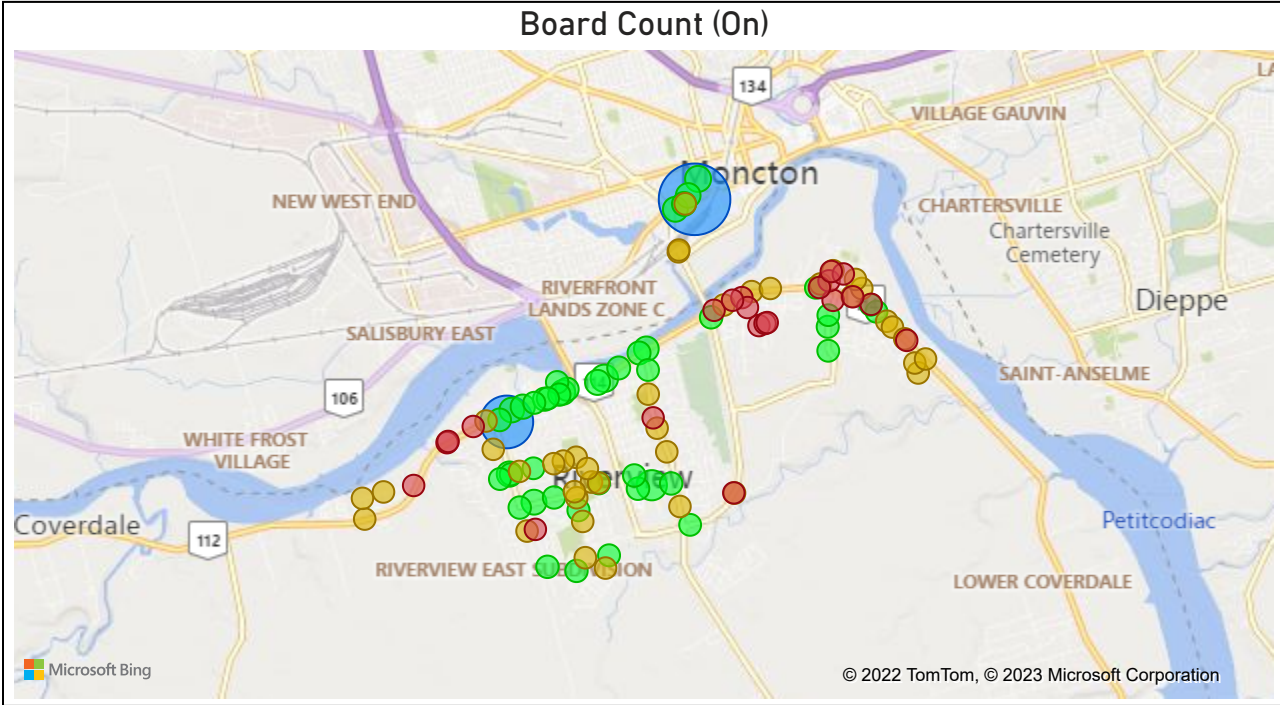 Board Count (On)
134
VILLAGE GAUVIN
Moncton
NEW WEST END
CHARTERSVILLE
Chartersville
Cemetery
RIVERFRONT
LANDS ZONE C
Dieppe
SALISBURY EAST
SAINT-ANSELME
106
WHITE FROST
VILLAGE
Riverview
Coverdale
112
Petitcodiac
RIVERVIEW EAST SUBDIVISION
LOWER COVERDALE
Microsoft Bing
© 2022 TomTom, © 2023 Microsoft Corporation